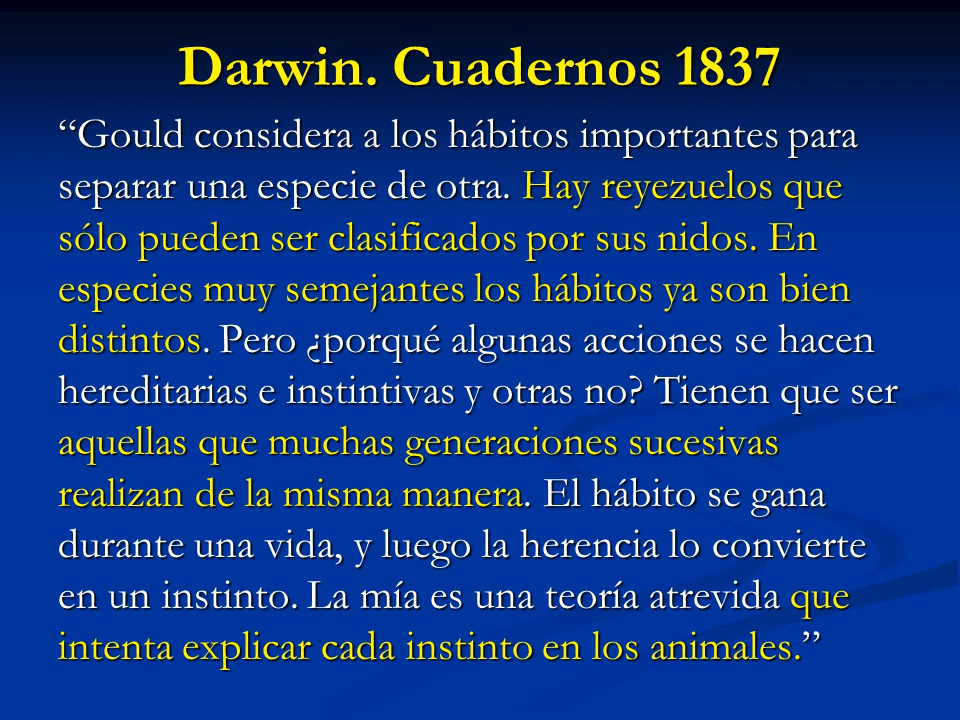 Darwin. Cuadernos 1837
“Gould considera a los hábitos importantes para
separar una especie de otra. Hay reyezuelos que
sólo pueden ser clasificados por sus nidos. En
especies muy semejantes los hábitos ya son bien
distintos. Pero ¿porqué algunas acciones se hacen
hereditarias e instintivas y otras no? Tienen que ser
aquellas que muchas generaciones sucesivas
realizan de la misma manera. El hábito se gana
durante una vida, y luego la herencia lo convierte
en un instinto. La mía es una teoría atrevida que
intenta explicar cada instinto en los animales.”